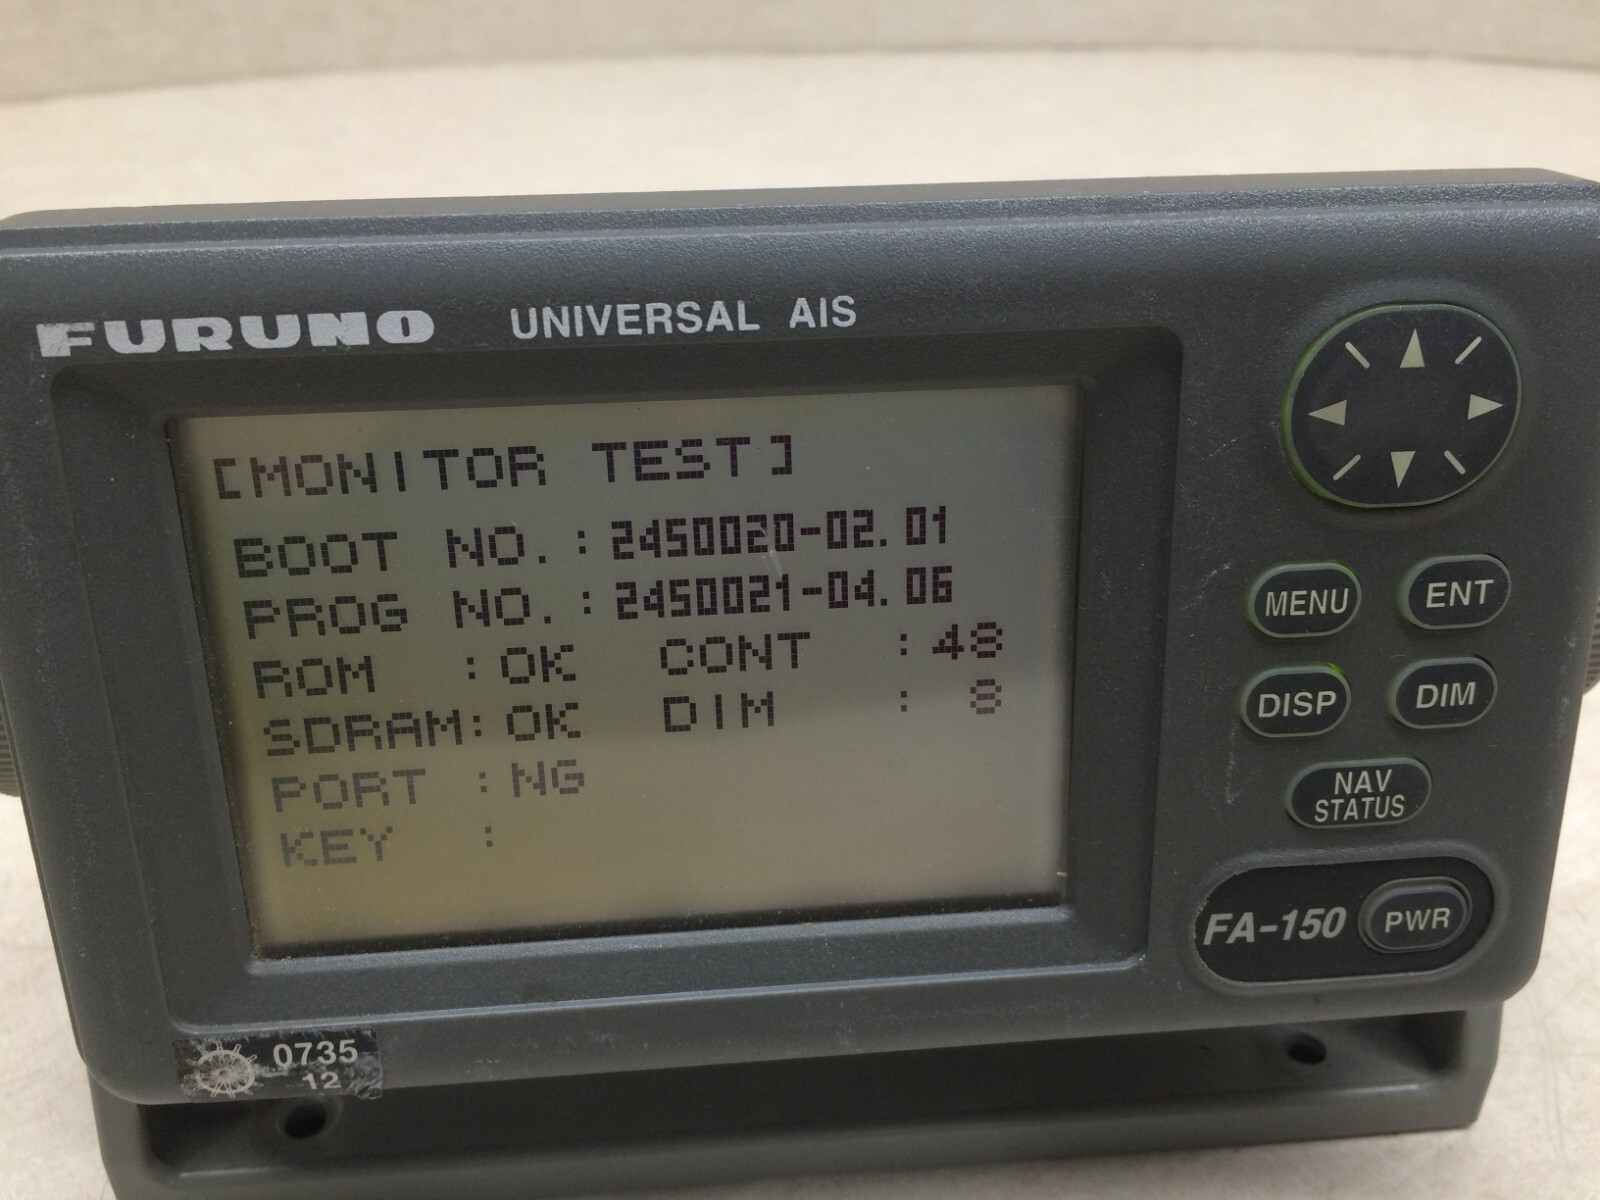 FURUNO UNIVERSAL AIS
[MONITOR TEST]
BOOT NO. : 2450020-02.01
PROG NO. : 2450021-04.06
ROM : OK CONT : 48
SDRAM: OK DIM : 8
PORT : NG
KEY :
MENU ENT
DISP DIM
NAV
STATUS
FA-150 PWR
0735
12